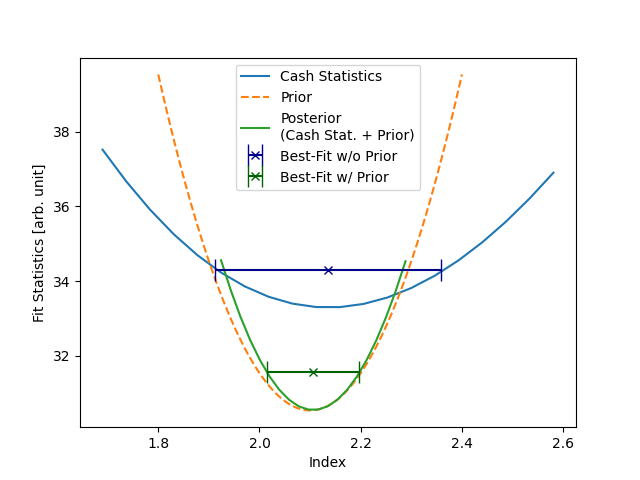 Cash Statistics
Prior
Posterior
(Cash Stat. + Prior)
Best-Fit w/o Prior
Best-Fit w/ Prior
Fit Statistics [arb. unit]
38
36
34
32
1.8
2.0
2.2
2.4
2.6
Index